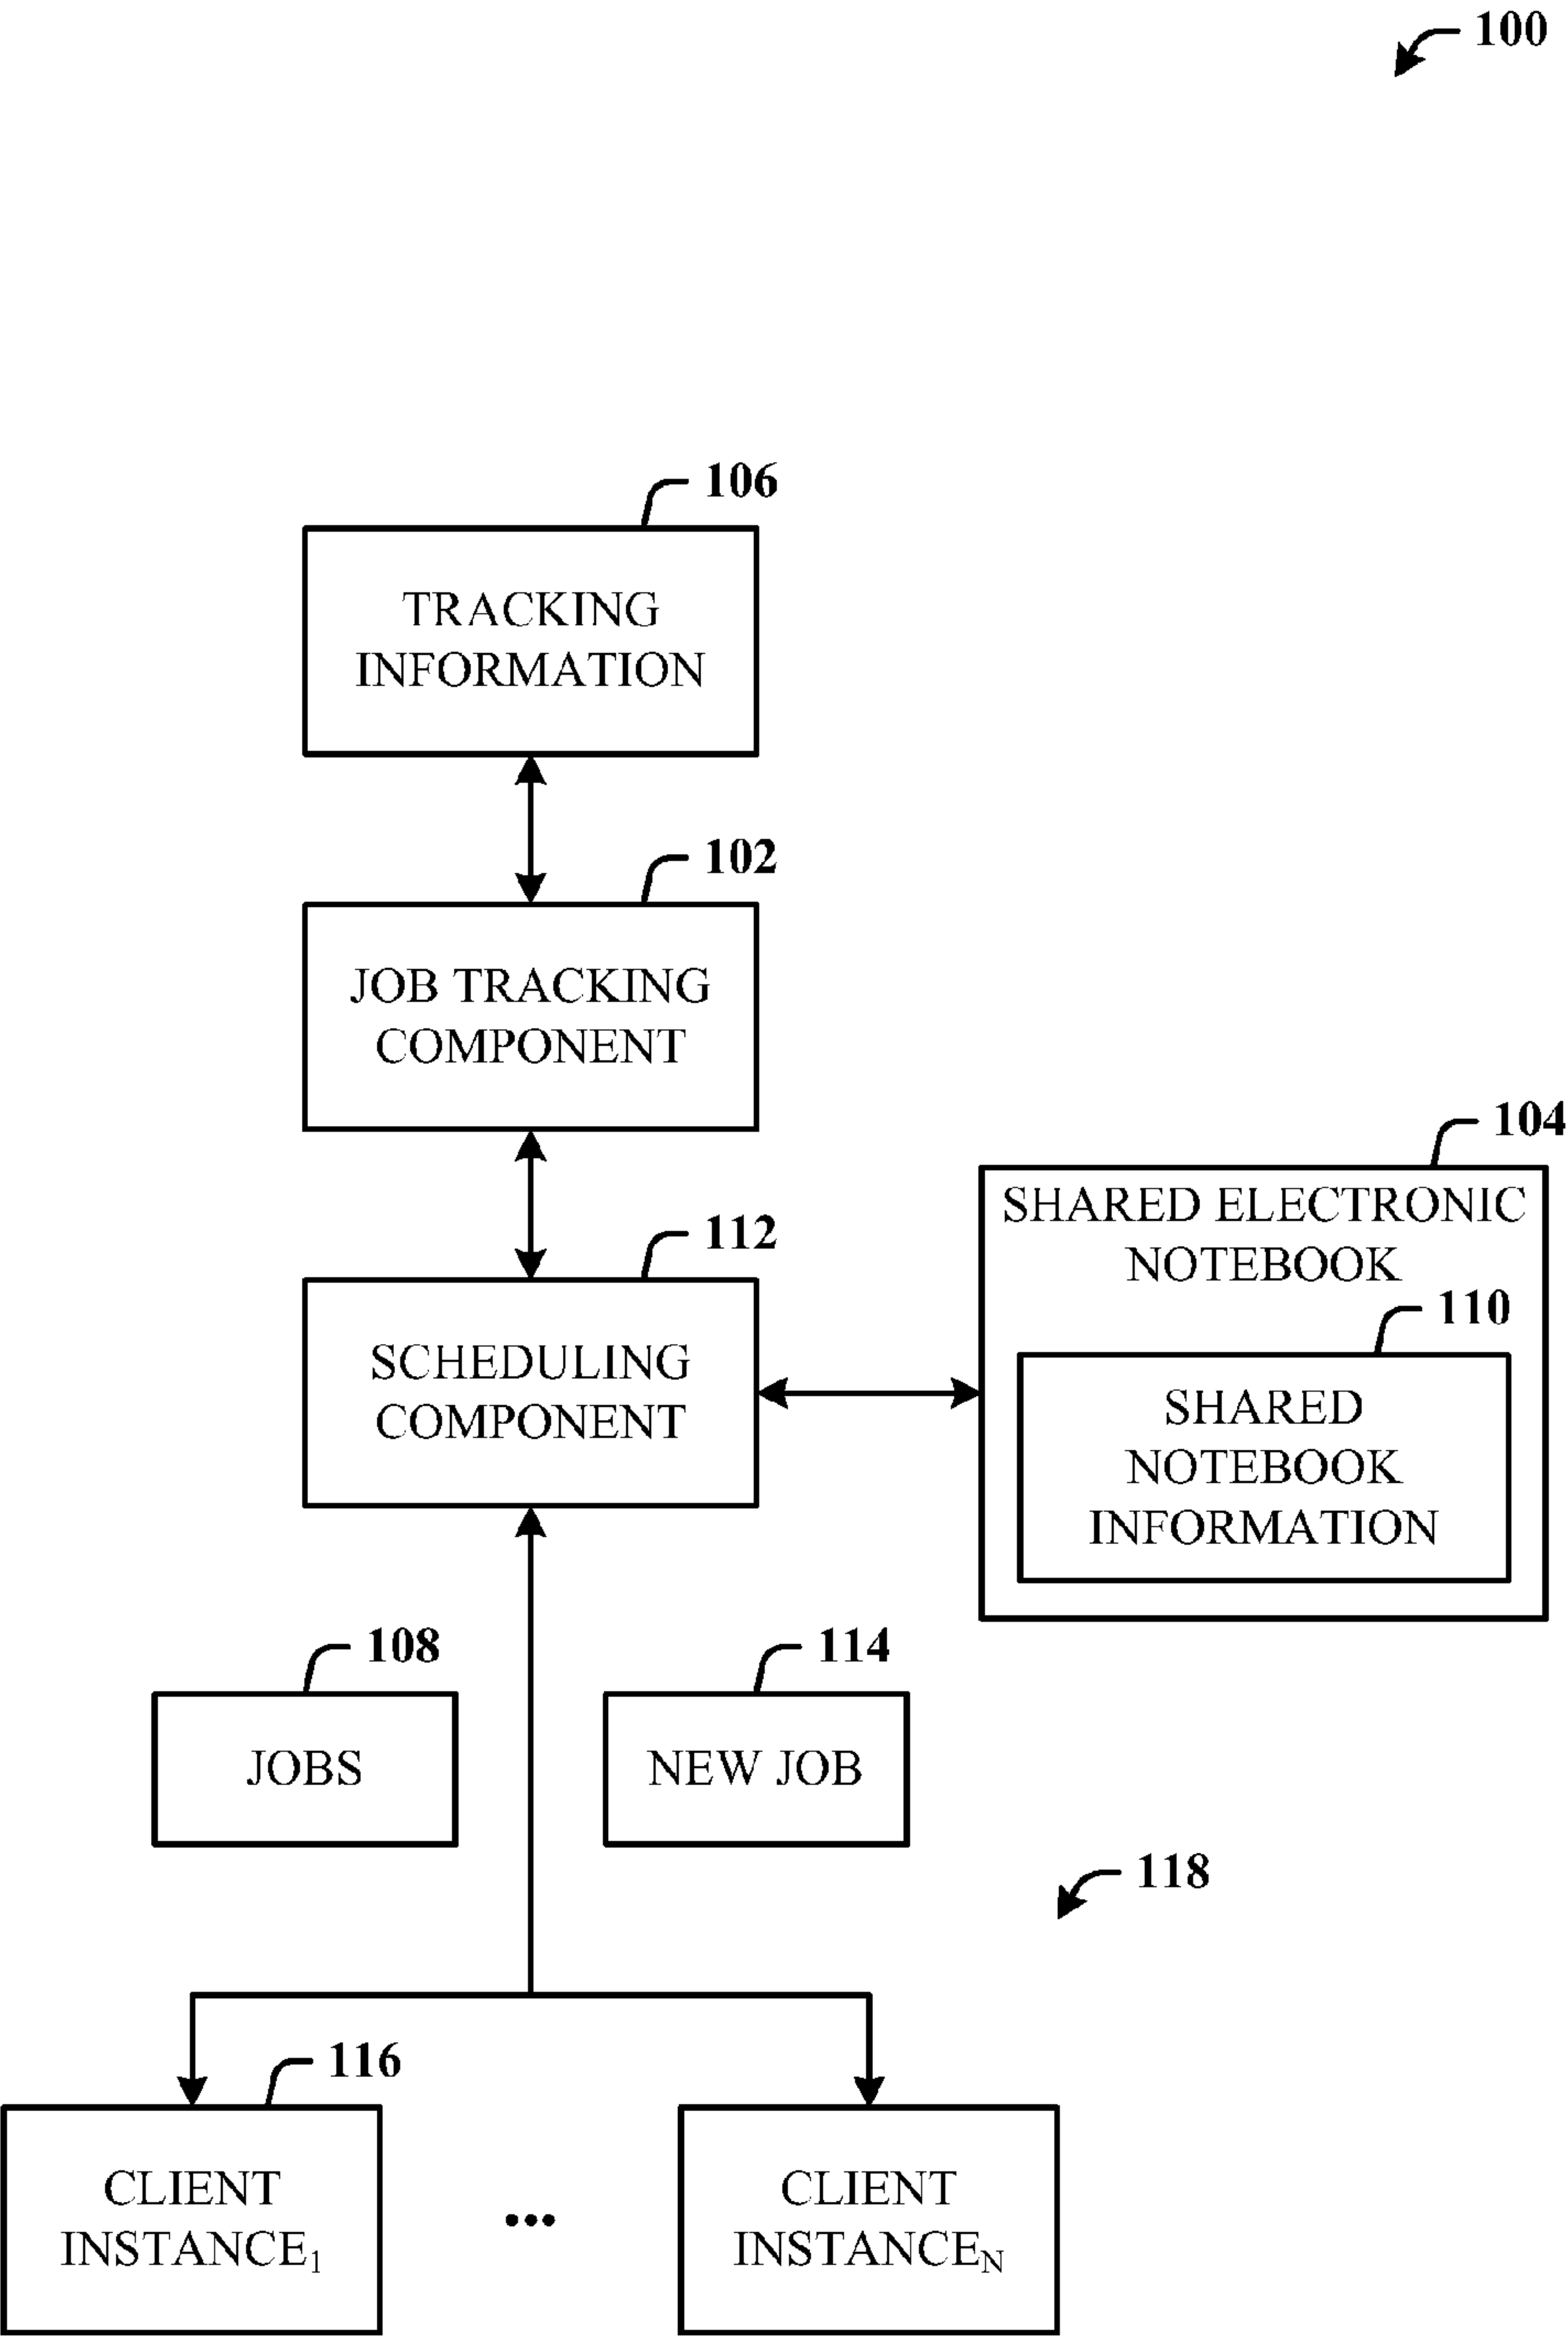 100
106
TRACKING
INFORMATION
102
JOB TRACKING
COMPONENT
104
SHARED ELECTRONIC
NOTEBOOK
112
110
SCHEDULING
COMPONENT
SHARED
NOTEBOOK
INFORMATION
108
114
JOBS
NEW JOB
118
116
CLIENT
INSTANCE1
...
CLIENT
INSTANCEN